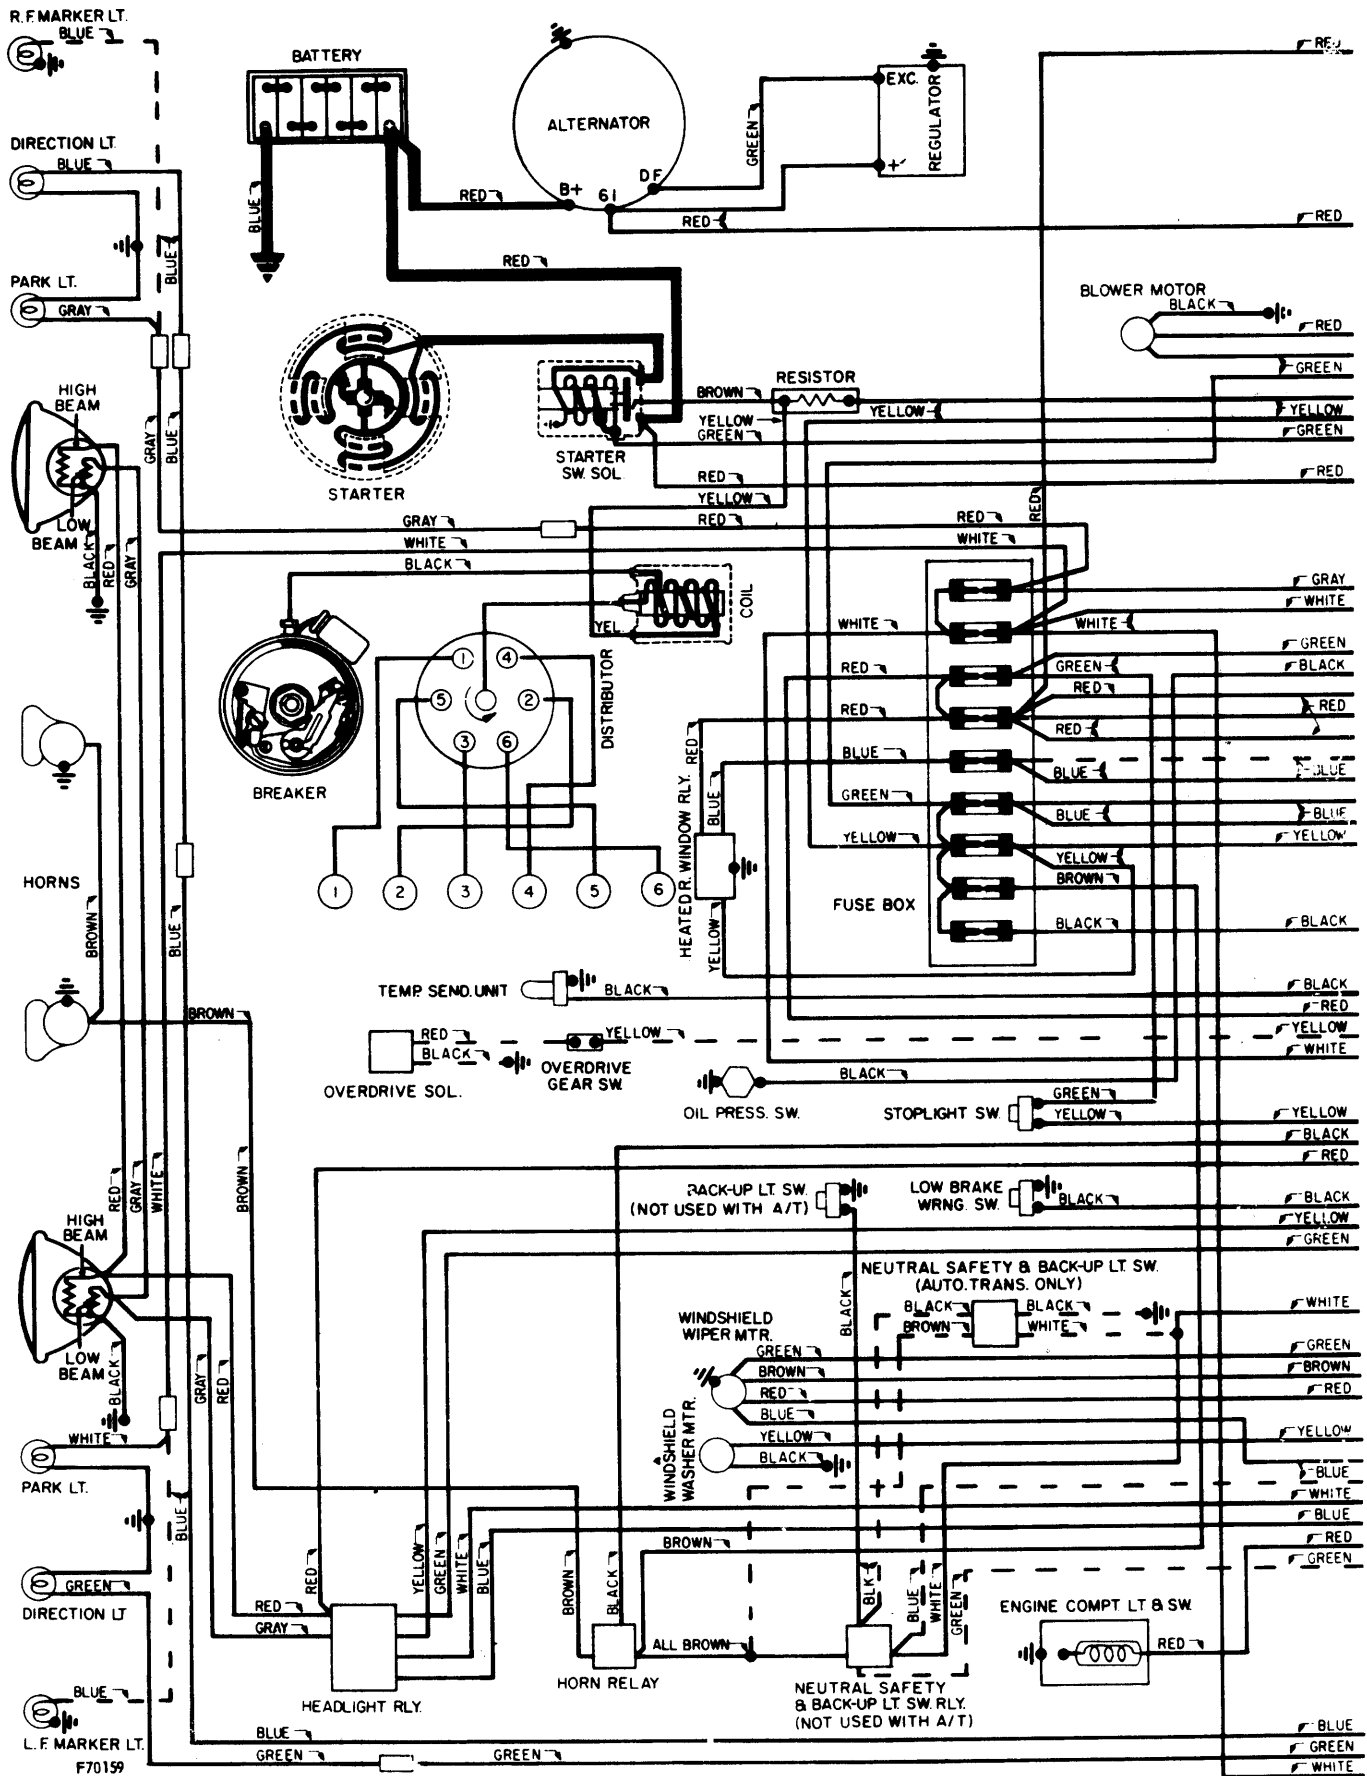 R.F. MARKER LT.
BLUE
DIRECTION LT.
BLUE
PARK LT.
GRAY
BLUE
HIGH
BEAM
LOW
BEAM
BLACK
RED
GRAY
GRAY
BLUE
BATTERY
BLUE
RED
RED
ALTERNATOR
B+
61
DF
GREEN
RED
EXC.
+
REGULATOR
RED
RED
STARTER
STARTER
SW. SOL.
BROWN
YELLOW
GREEN
RESISTOR
YELLOW
RED
YELLOW
RED
BLOWER MOTOR
BLACK
RED
GREEN
YELLOW
GREEN
RED
RED
GRAY
WHITE
BLACK
RED
WHITE
COIL
YEL
BREAKER
DISTRIBUTOR
1
4
5
2
3
6
1
2
3
4
5
6
WHITE
RED
RED
BLUE
GREEN
YELLOW
FUSE BOX
WHITE
GREEN
RED
RED
BLUE
BLUE
YELLOW
BROWN
BLACK
GRAY
WHITE
GREEN
BLACK
RED
BLUE
BLUE
YELLOW
BLACK
HEATED R. WINDOW RLY.
RED
BLUE
YELLOW
HORNS
BROWN
BLUE
BROWN
TEMP. SEND. UNIT
BLACK
BLACK
RED
YELLOW
WHITE
OVERDRIVE SOL.
RED
BLACK
OVERDRIVE
GEAR SW.
YELLOW
OIL PRESS. SW.
BLACK
STOPLIGHT SW.
GREEN
YELLOW
YELLOW
BLACK
RED
BACK-UP LT. SW.
(NOT USED WITH A/T)
LOW BRAKE
WRNG. SW.
BLACK
BLACK
YELLOW
GREEN
RED
GRAY
WHITE
BROWN
HIGH
BEAM
LOW
BEAM
BLACK
GRAY
RED
NEUTRAL SAFETY & BACK-UP LT. SW.
(AUTO. TRANS. ONLY)
BLACK
BROWN
BLACK
WHITE
BLACK
WHITE
WINDSHIELD
WIPER MTR.
GREEN
BROWN
RED
BLUE
GREEN
BROWN
RED
WINDSHIELD
WASHER MTR.
YELLOW
BLACK
YELLOW
BLUE
WHITE
BLUE
RED
GREEN
WHITE
PARK LT.
BLUE
GREEN
DIRECTION LT
BLUE
L.F. MARKER LT.
F70159
RED
YELLOW
GREEN
WHITE
BLUE
RED
GRAY
HEADLIGHT RLY.
BROWN
BLACK
BROWN
ALL BROWN
HORN RELAY
BLK
BLUE
WHITE
GREEN
NEUTRAL SAFETY
& BACK-UP LT. SW. RLY.
(NOT USED WITH A/T)
ENGINE COMPT LT & SW.
RED
BLUE
GREEN
GREEN
BLUE
GREEN
WHITE